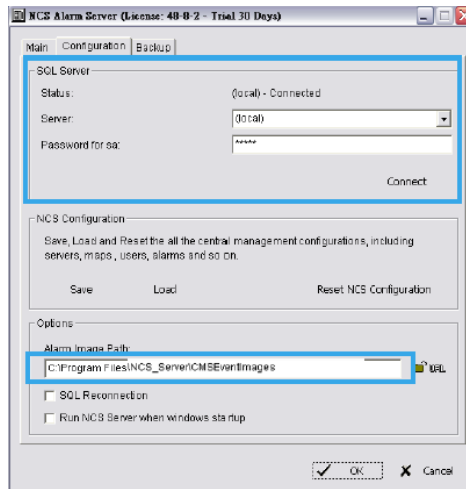 NCS Alarm Server (License: 48-8-2 - Trial 30 Days)
Main Configuration Backup
SQL Server
Status: (local) - Connected
Server: (local)
Password for sa: *****
Connect
NCS Configuration
Save, Load and Reset the all the central management configurations, including
servers, maps , users, alarms and so on.
Save Load Reset NCS Configuration
Options
Alarm Image Path:
C:\Program Files\NCS_Server\CMSEventImages
SQL Reconnection
Run NCS Server when windows startup
OK Cancel